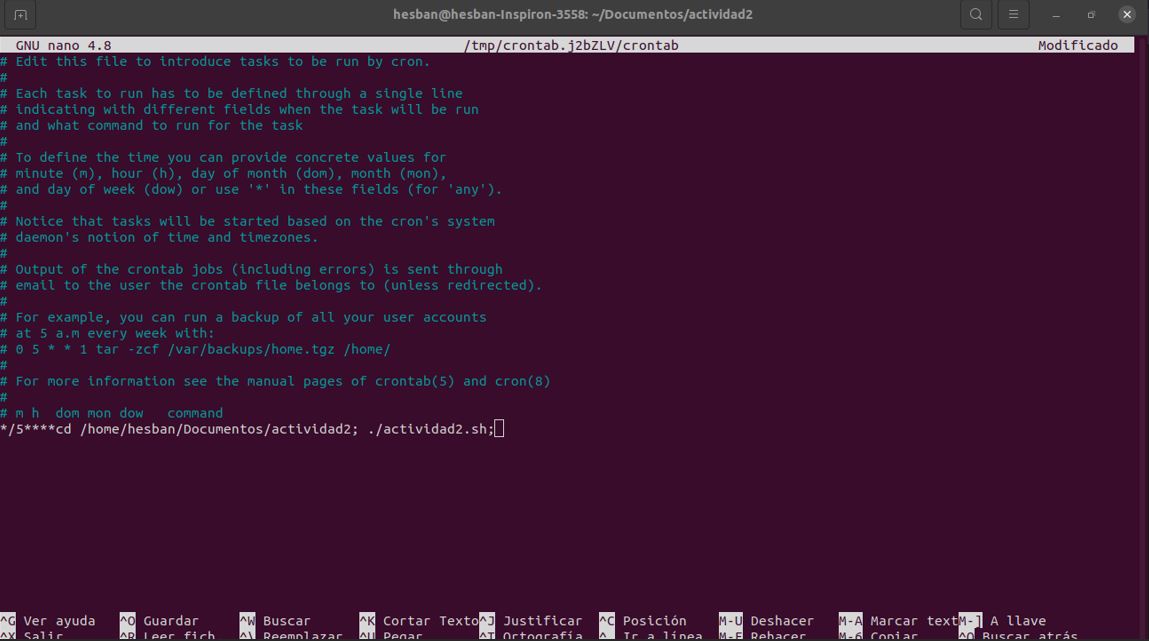 hesban@hesban-Inspiron-3558: ~/Documentos/actividad2
GNU nano 4.8 /tmp/crontab.j2bZLV/crontab Modificado
# Edit this file to introduce tasks to be run by cron.
#
# Each task to run has to be defined through a single line
# indicating with different fields when the task will be run
# and what command to run for the task
#
# To define the time you can provide concrete values for
# minute (m), hour (h), day of month (dom), month (mon),
# and day of week (dow) or use '*' in these fields (for 'any').
#
# Notice that tasks will be started based on the cron's system
# daemon's notion of time and timezones.
#
# Output of the crontab jobs (including errors) is sent through
# email to the user the crontab file belongs to (unless redirected).
#
# For example, you can run a backup of all your user accounts
# at 5 a.m every week with:
# 0 5 * * 1 tar -zcf /var/backups/home.tgz /home/
#
# For more information see the manual pages of crontab(5) and cron(8)
#
# m h  dom mon dow   command
*/5****cd /home/hesban/Documentos/actividad2; ./actividad2.sh;
^G Ver ayuda ^O Guardar ^W Buscar ^K Cortar Texto ^J Justificar ^C Posición M-U Deshacer M-A Marcar text M-] A llave
^X Salir ^R Leer fich. ^\ Reemplazar ^U Pegar ^T Ortografía ^_ Ir a línea M-E Rehacer M-6 Copiar ^Q Buscar atrás